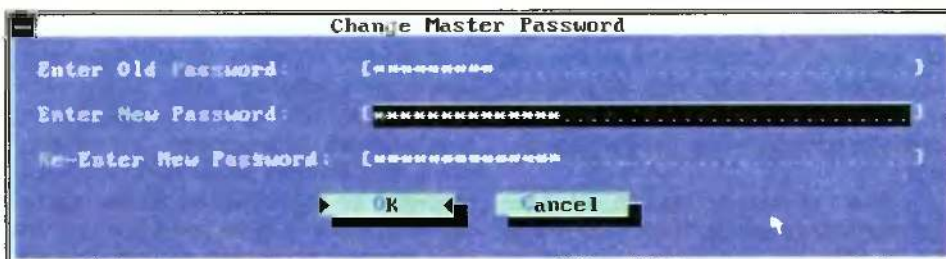 Change Master Password
Enter Old Password: [*********...............................]
Enter New Password: [**************..........................]
Re-Enter New Password: [**************..........................]
OK Cancel